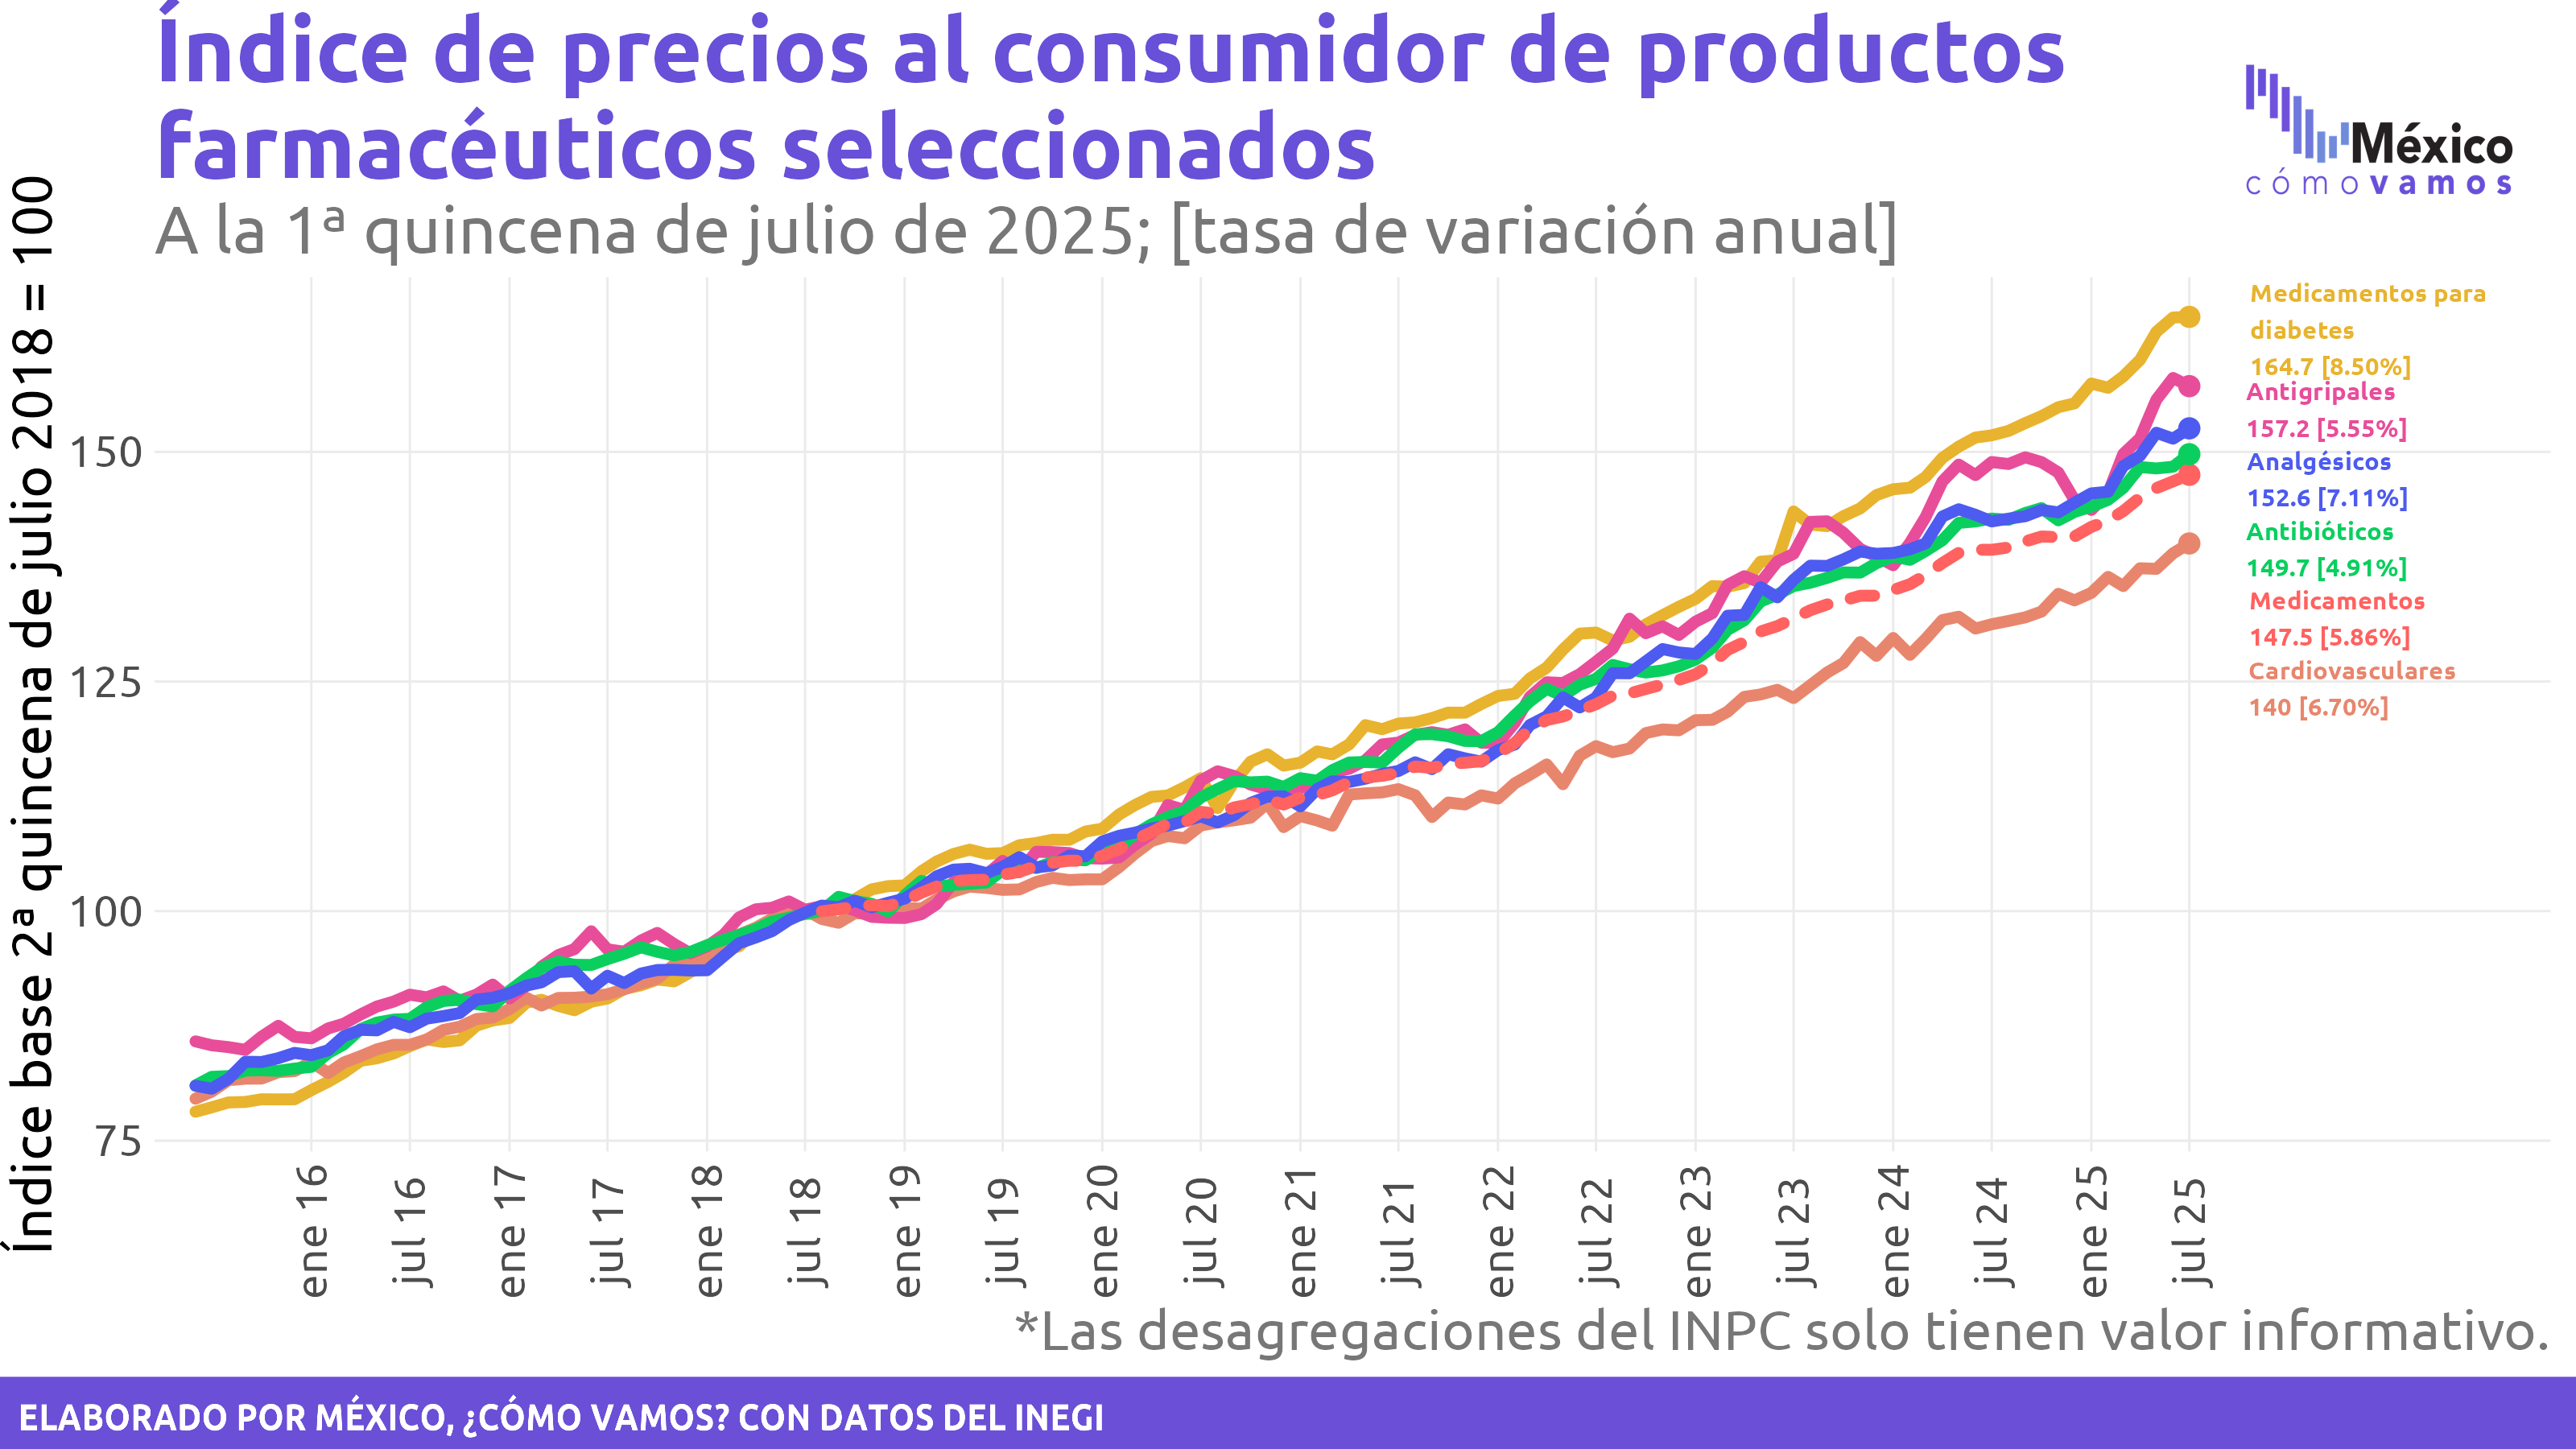 Índice de precios al consumidor de productos
farmacéuticos seleccionados
A la 1ª quincena de julio de 2025; [tasa de variación anual]
México
cómo vamos
Índice base 2ª quincena de julio 2018 = 100
150
125
100
75
Medicamentos para
diabetes
164.7 [8.50%]
Antigripales
157.2 [5.55%]
Analgésicos
152.6 [7.11%]
Antibióticos
149.7 [4.91%]
Medicamentos
147.5 [5.86%]
Cardiovasculares
140 [6.70%]
ene 16
jul 16
ene 17
jul 17
ene 18
jul 18
ene 19
jul 19
ene 20
jul 20
ene 21
jul 21
ene 22
jul 22
ene 23
jul 23
ene 24
jul 24
ene 25
jul 25
*Las desagregaciones del INPC solo tienen valor informativo.
ELABORADO POR MÉXICO, ¿CÓMO VAMOS? CON DATOS DEL INEGI